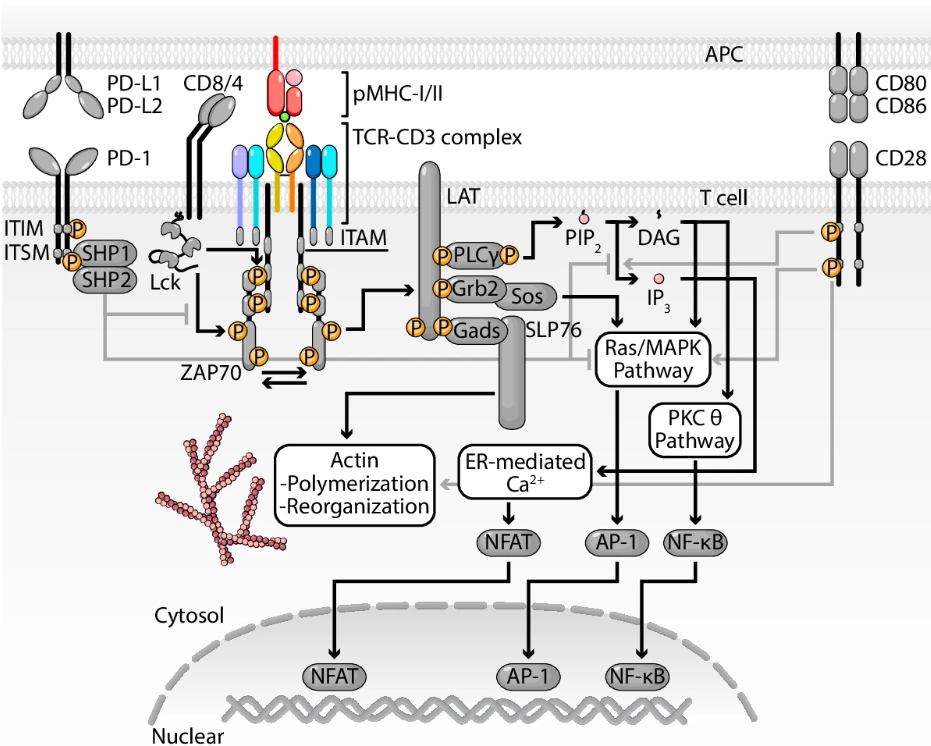 APC
PD-L1
PD-L2
CD8/4
pMHC-I/II
CD80
CD86
TCR-CD3 complex
PD-1
CD28
LAT
T cell
ITIM
ITSM
P
P
SHP1
SHP2
Lck
ITAM
P
PLCγ
P
PIP2
DAG
P
P
P
P
P
P
P
Grb2
Sos
IP3
P
P
P
P
P
P
Gads
SLP76
P
P
ZAP70
Ras/MAPK
Pathway
PKC θ
Pathway
Actin
-Polymerization
-Reorganization
ER-mediated
Ca²⁺
NFAT
AP-1
NF-κB
Cytosol
NFAT
AP-1
NF-κB
Nuclear